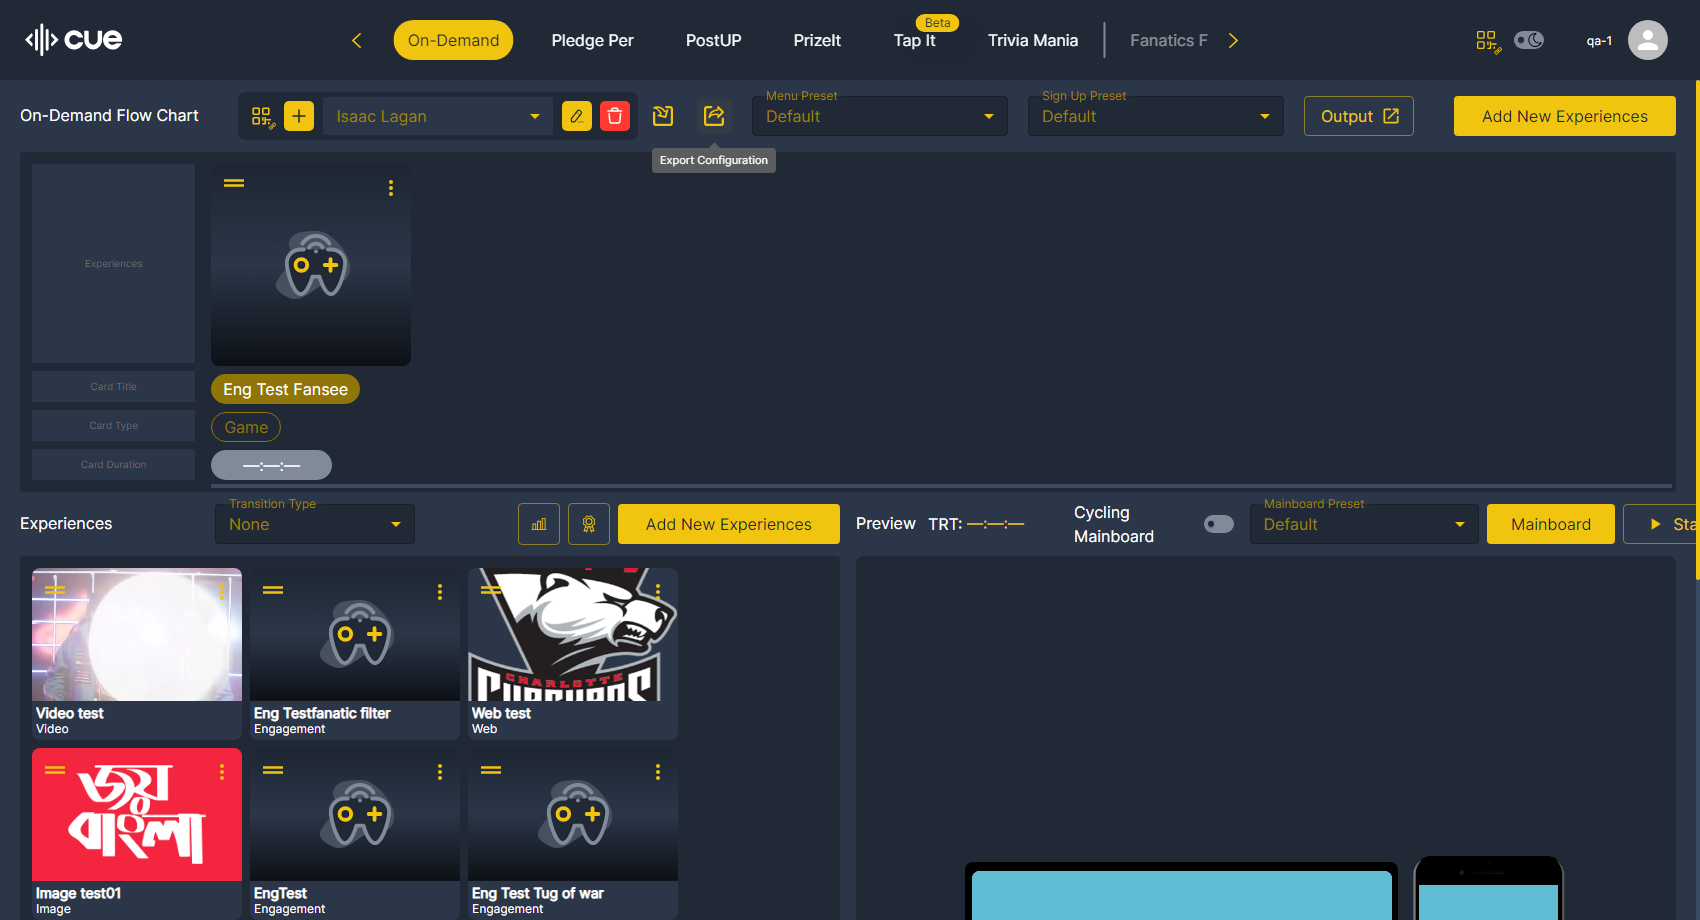 cue
On-Demand
Pledge Per
PostUP
PrizeIt
Beta
Tap It
Trivia Mania
Fanatics F
qa-1
On-Demand Flow Chart
Isaac Lagan
Menu Preset
Default
Sign Up Preset
Default
Output
Add New Experiences
Export Configuration
Experiences
Card Title
Eng Test Fansee
Card Type
Game
Card Duration
—:—:—
Experiences
Transition Type
None
Add New Experiences
Preview
TRT: —:—:—
Cycling
Mainboard
Mainboard Preset
Default
Mainboard
Sta
Video test
Video
Eng Testfanatic filter
Engagement
CHARLOTTE
Web test
Web
জয়
বাংলা
Image test01
Image
EngTest
Engagement
Eng Test Tug of war
Engagement